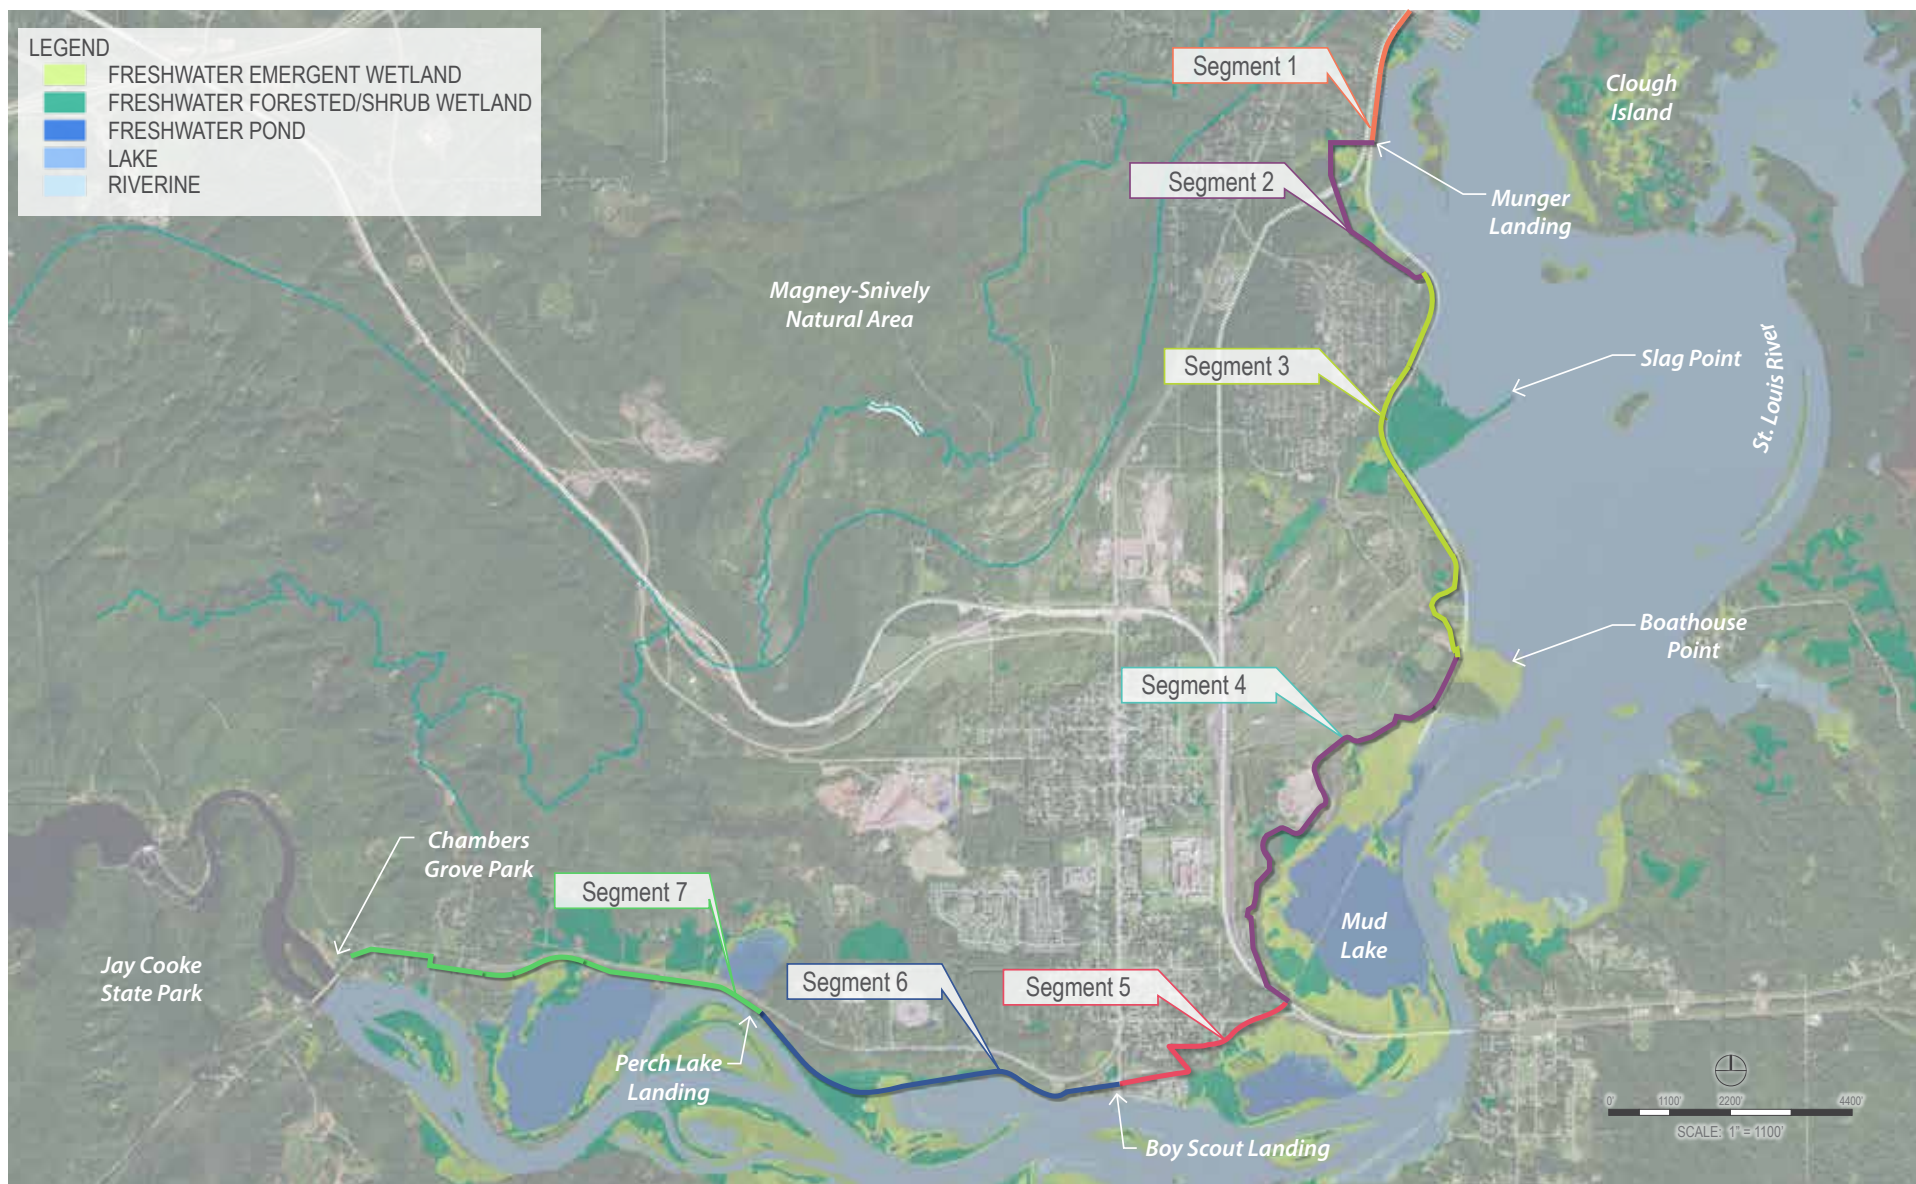 LEGEND
FRESHWATER EMERGENT WETLAND
FRESHWATER FORESTED/SHRUB WETLAND
FRESHWATER POND
LAKE
RIVERINE
Segment 1
Clough
Island
Segment 2
Munger
Landing
Magney-Snively
Natural Area
Segment 3
Slag Point
St. Louis River
Boathouse
Point
Segment 4
Chambers
Grove Park
Segment 7
Mud
Lake
Jay Cooke
State Park
Segment 6
Segment 5
Perch Lake
Landing
Boy Scout Landing
0' 1100' 2200' 4400'
SCALE: 1" = 1100'